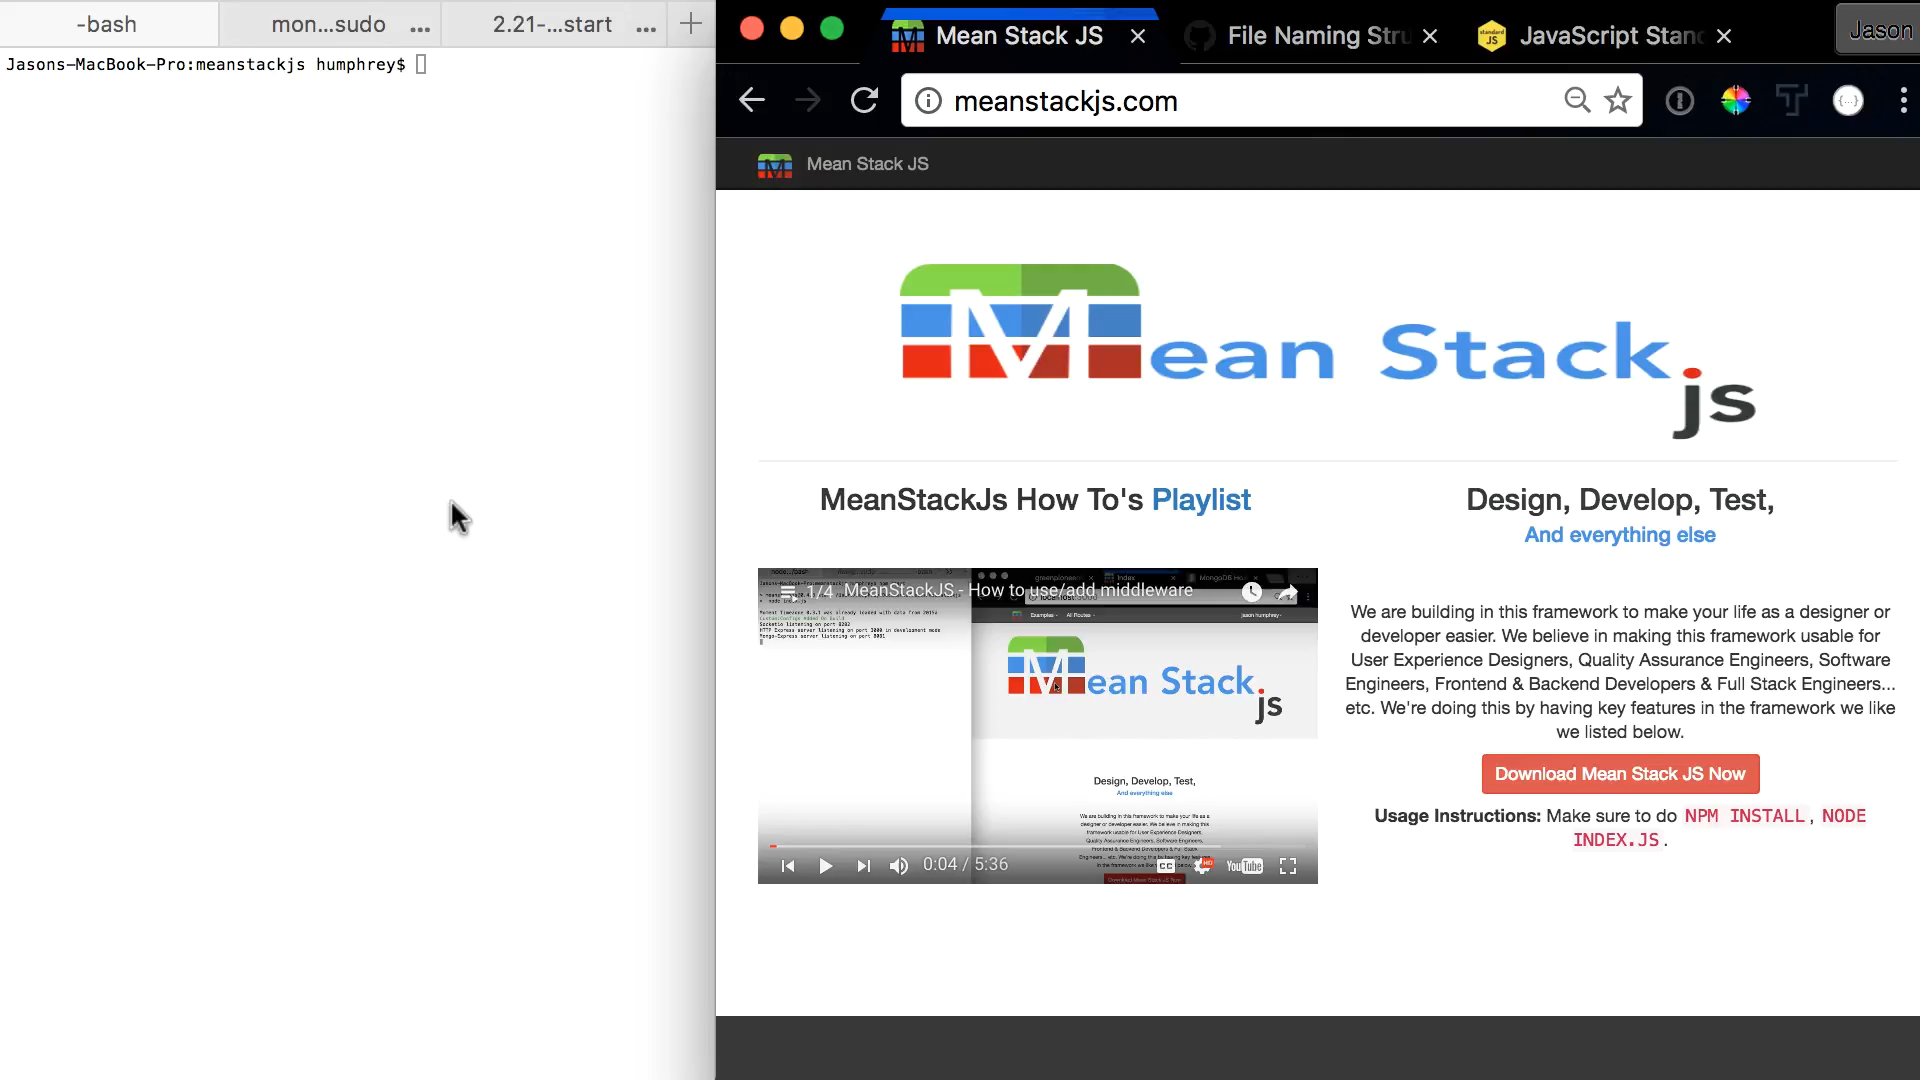 -bash
mon...sudo ...
2.21-...start ...
Mean Stack JS
File Naming Stru
JavaScript Stand
Jason
Jasons-MacBook-Pro:meanstackjs humphrey$
meanstackjs.com
Mean Stack JS
Mean Stack
js
MeanStackJs How To's Playlist
1/4 MeanStackJS - How to use/add middleware
Mean Stack
js
Design, Develop, Test,
And everything else
0:04 / 5:36
CC
HD
YouTube
Design, Develop, Test,
And everything else
We are building in this framework to make your life as a designer or
developer easier. We believe in making this framework usable for
User Experience Designers, Quality Assurance Engineers, Software
Engineers, Frontend & Backend Developers & Full Stack Engineers...
etc. We're doing this by having key features in the framework we like
we listed below.
Download Mean Stack JS Now
Usage Instructions: Make sure to do NPM INSTALL, NODE
INDEX.JS.